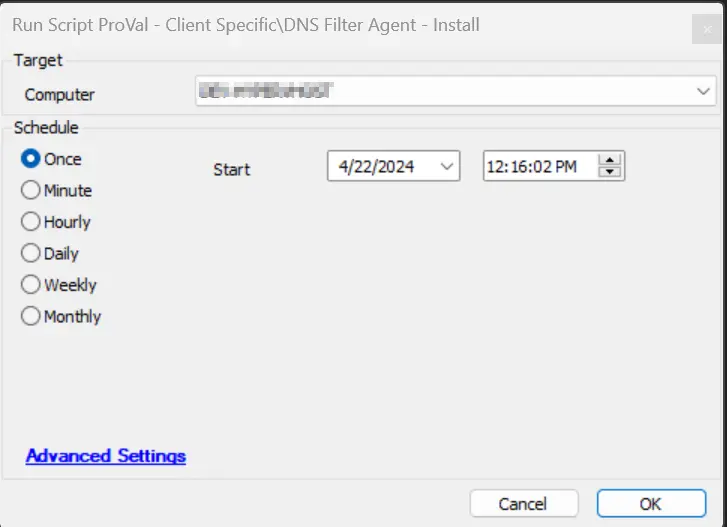 Run Script ProVal - Client Specific\DNS Filter Agent - Install
Target
Computer
Schedule
Once
Start
4/22/2024
12:16:02 PM
Minute
Hourly
Daily
Weekly
Monthly
Advanced Settings
Cancel
OK